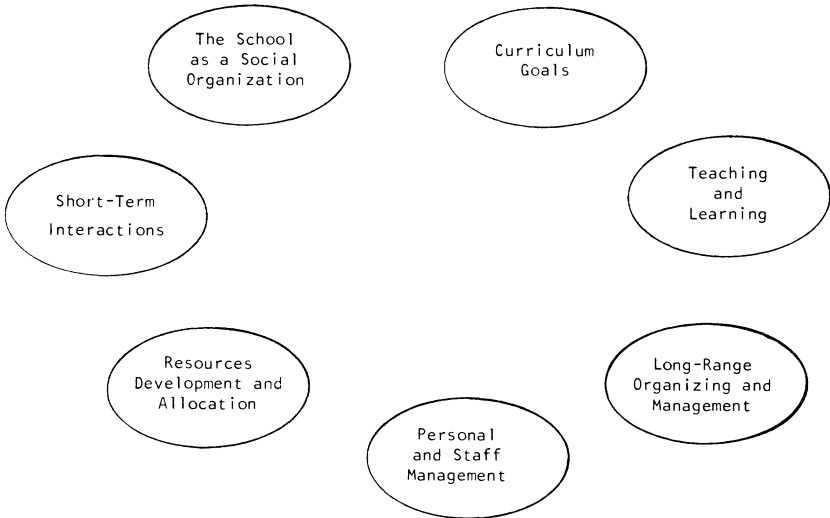 The School
as a Social
Organization
Curriculum
Goals
Teaching
and
Learning
Short-Term
Interactions
Resources
Development and
Allocation
Long-Range
Organizing and
Management
Personal
and Staff
Management